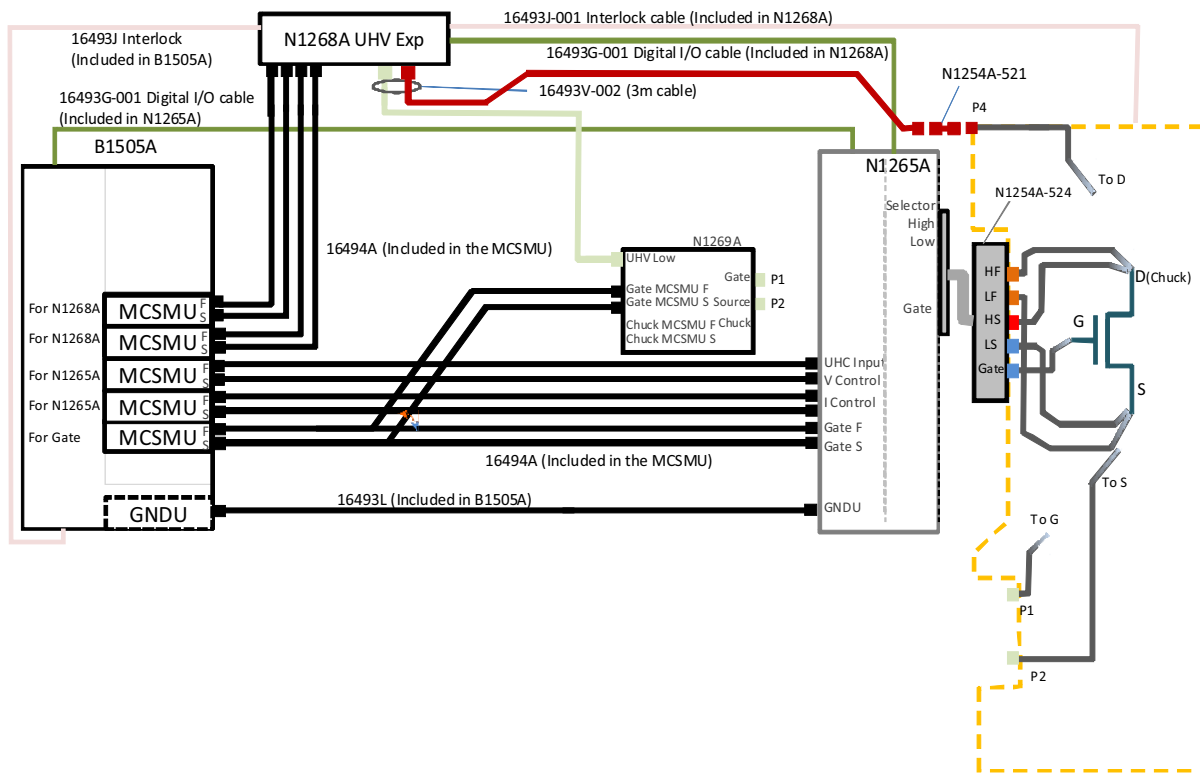 16493J-001 Interlock cable (Included in N1268A)
16493J Interlock
(Included in B1505A)
N1268A UHV Exp
16493G-001 Digital I/O cable (Included in N1268A)
N1254A-521
16493V-002 (3m cable)
16493G-001 Digital I/O cable
(Included in N1265A)
P4
B1505A
N1265A
To D
N1254A-524
Selector
High
Low
16494A (Included in the MCSMU)
N1269A
UHV Low
Gate
P1
Gate MCSMU F
Gate MCSMU S
Source
P2
Chuck MCSMU F
Chuck
Chuck MCSMU S
Gate
HF
LF
HS
LS
Gate
D(Chuck)
G
S
For N1268A
MCSMU
F
S
For N1268A
MCSMU
F
S
For N1265A
MCSMU
F
S
For N1265A
MCSMU
F
S
For Gate
MCSMU
F
S
UHC Input
V Control
I Control
Gate F
Gate S
16494A (Included in the MCSMU)
To S
16493L (Included in B1505A)
GNDU
GNDU
To G
P1
P2